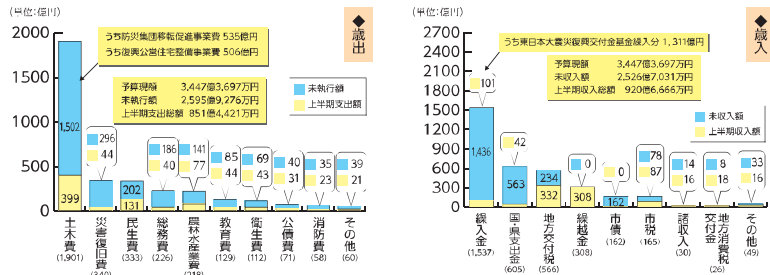 (単位:億円)
◆歳出
うち防災集団移転促進事業費 535億円
うち復興公営住宅整備事業費 506億円
予算現額 3,447億3,697万円
未執行額 2,595億9,276万円
上半期支出総額 851億4,421万円
未執行額
上半期支出額
2000
1500
1000
500
0
1,502
399
296
44
202
131
186
40
141
77
85
44
69
43
40
31
35
23
39
21
土木費
(1,901)
災害復旧費
(340)
民生費
(333)
総務費
(226)
農林水産業費
(218)
教育費
(129)
衛生費
(112)
公債費
(71)
消防費
(58)
その他
(60)
(単位:億円)
◆歳入
うち東日本大震災復興交付金基金繰入分 1,311億円
予算現額 3,447億3,697万円
未収入額 2,526億7,031万円
上半期収入総額 920億6,666万円
未収入額
上半期収入額
2700
2400
2100
1800
1500
1200
900
600
300
0
101
1,436
42
563
234
332
0
308
0
162
78
87
14
16
8
18
33
16
繰入金
(1,537)
国・県支出金
(605)
地方交付税
(566)
繰越金
(308)
市債
(162)
市税
(165)
諸収入
(30)
地方消費税
交付金
(26)
その他
(49)